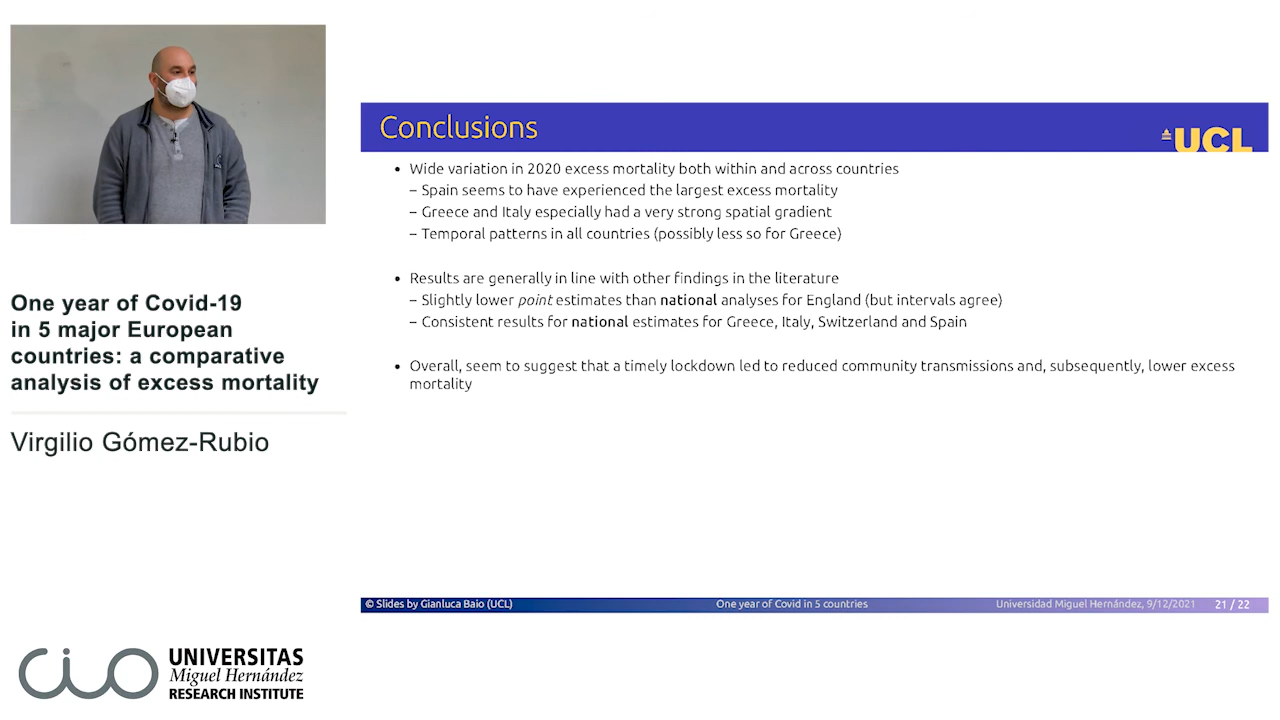 One year of Covid-19
in 5 major European
countries: a comparative
analysis of excess mortality
Virgilio Gómez-Rubio
Conclusions
UCL
• Wide variation in 2020 excess mortality both within and across countries
– Spain seems to have experienced the largest excess mortality
– Greece and Italy especially had a very strong spatial gradient
– Temporal patterns in all countries (possibly less so for Greece)
• Results are generally in line with other findings in the literature
– Slightly lower point estimates than national analyses for England (but intervals agree)
– Consistent results for national estimates for Greece, Italy, Switzerland and Spain
• Overall, seem to suggest that a timely lockdown led to reduced community transmissions and, subsequently, lower excess
mortality
© Slides by Gianluca Baio (UCL)
One year of Covid in 5 countries
Universidad Miguel Hernández, 9/12/2021
21 / 22
CIO
UNIVERSITAS
Miguel Hernández
RESEARCH INSTITUTE